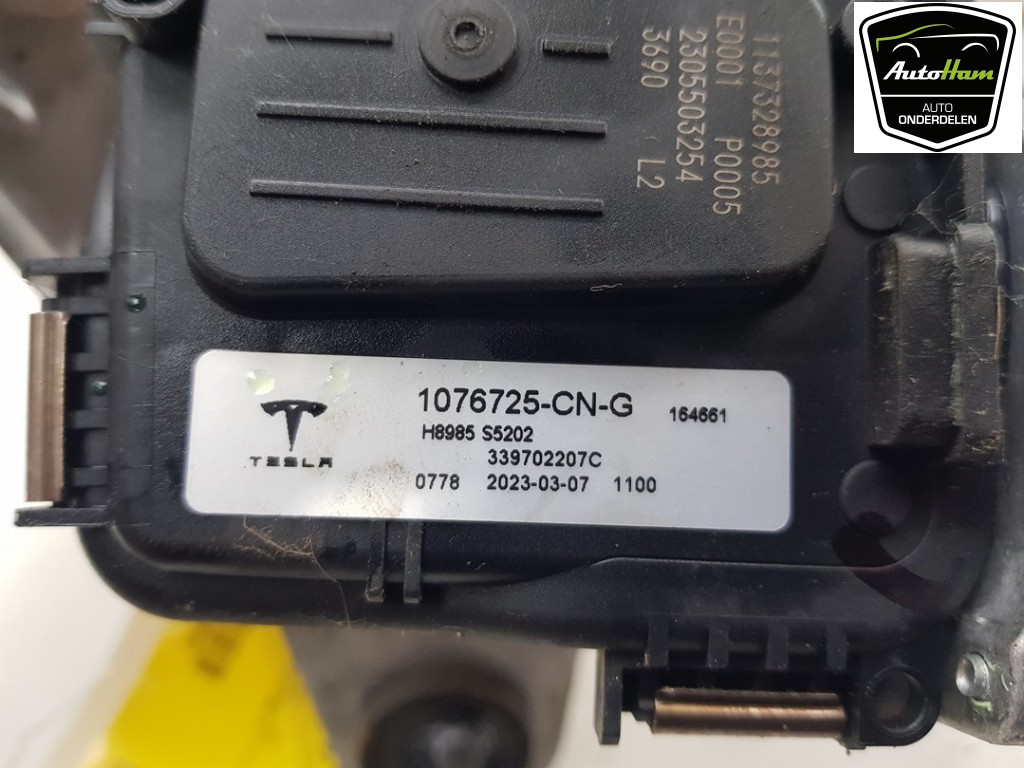 1137328985
E0001 P0005
2305503254
3690 L2
AutoHam
AUTO
ONDERDELEN
1076725-CN-G 164661
H8985 S5202
339702207C
TESLA
0778 2023-03-07 1100